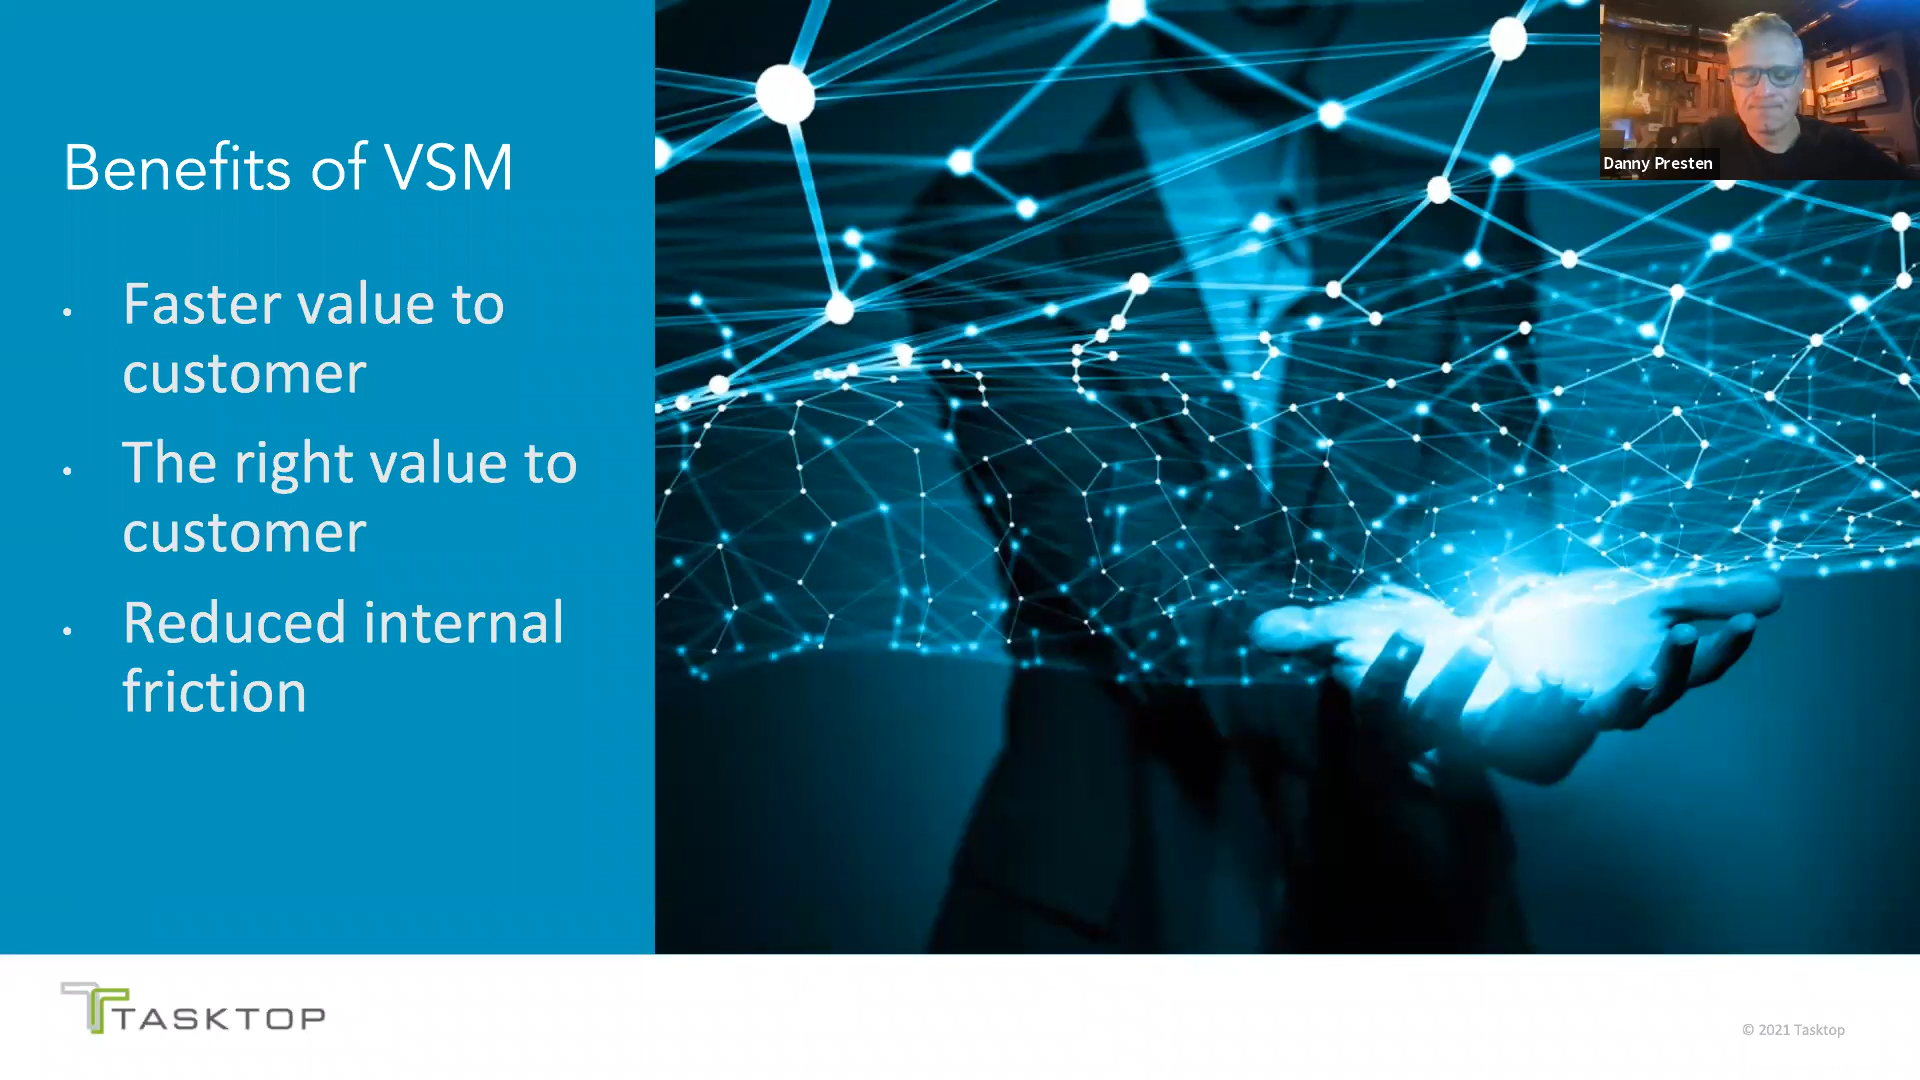 Danny Presten
Benefits of VSM
• Faster value to
customer
• The right value to
customer
• Reduced internal
friction
TASKTOP
© 2021 Tasktop